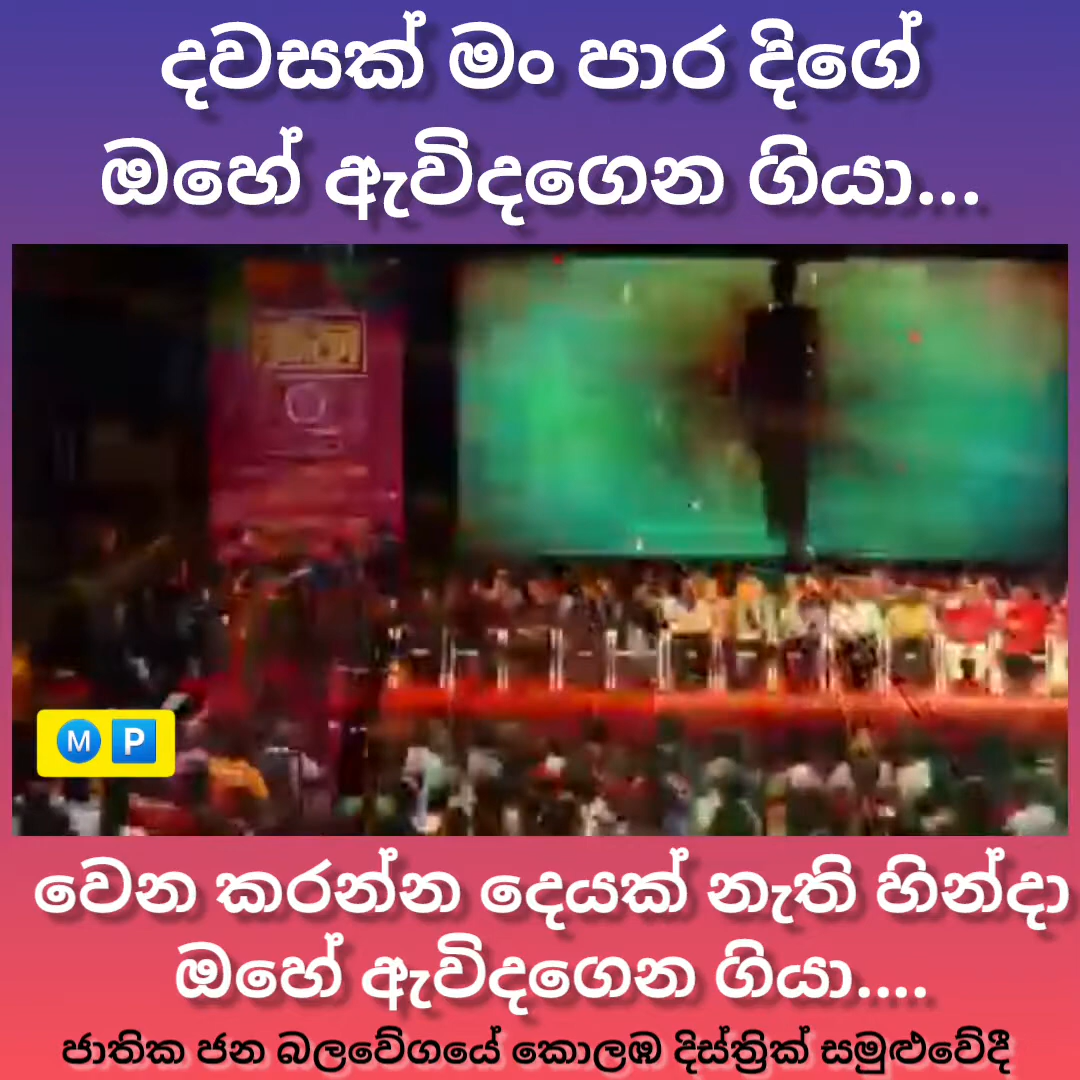 දවසක් මං පාර දිගේ
ඔහේ ඇවිදගෙන ගියා...
M P
වෙන කරන්න දෙයක් නැති හින්දා
ඔහේ ඇවිදගෙන ගියා....
ජාතික ජන බලවේගයේ කොලඹ දිස්ත්‍රික් සමුළුවේදී